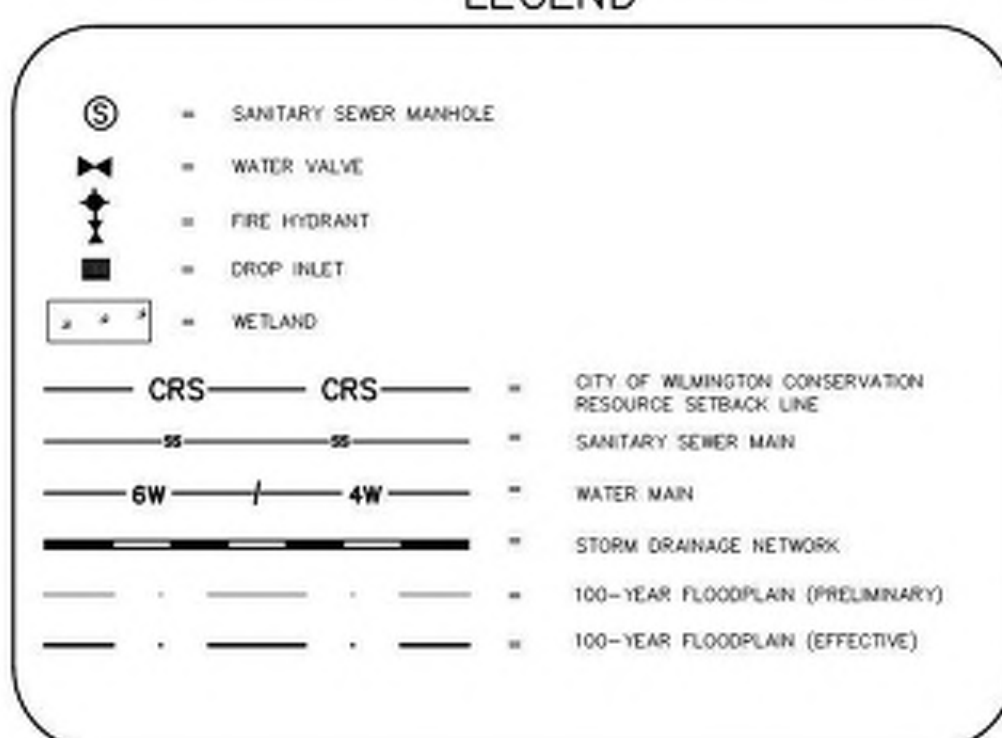 LEGEND
Ⓢ = SANITARY SEWER MANHOLE
= WATER VALVE
= FIRE HYDRANT
= DROP INLET
= WETLAND
CRS CRS = CITY OF WILMINGTON CONSERVATION
RESOURCE SETBACK LINE
SS SS = SANITARY SEWER MAIN
6W / 4W = WATER MAIN
= STORM DRAINAGE NETWORK
= 100-YEAR FLOODPLAIN (PRELIMINARY)
= 100-YEAR FLOODPLAIN (EFFECTIVE)